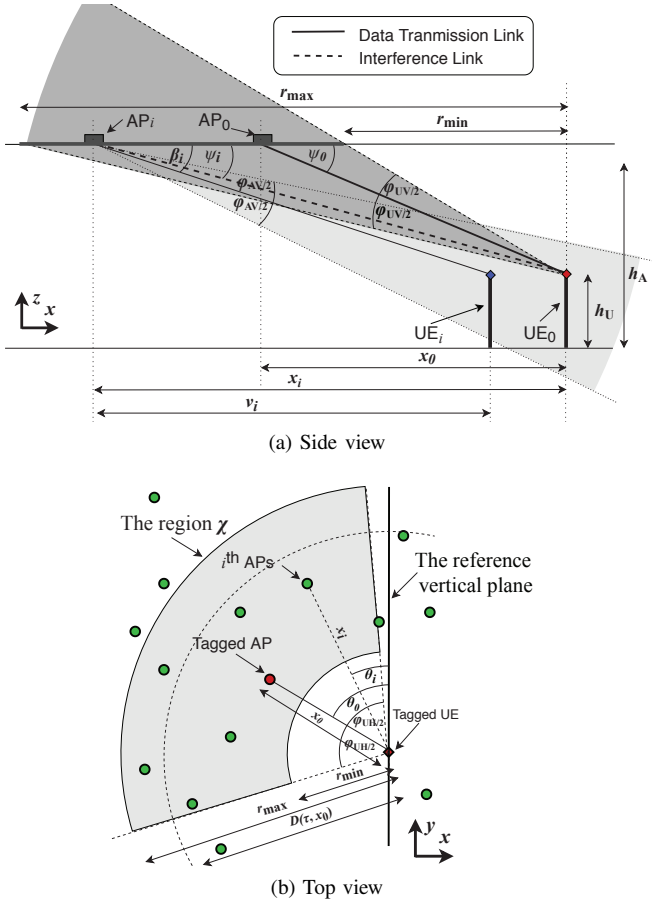 Data Tranmission Link
Interference Link
r_max
r_min
AP_i
AP_0
β_i
ψ_i
ψ_0
φ_AV/2
φ_AV/2
φ_UV/2
φ_UV/2
h_A
h_U
z
x
UE_i
UE_0
x_0
x_i
v_i
(a) Side view
The region χ
i^th APs
The reference
vertical plane
Tagged AP
x_i
θ_i
θ_0
x_0
φ_UH/2
φ_UH/2
Tagged UE
r_min
r_max
D(τ, x_0)
y
x
(b) Top view